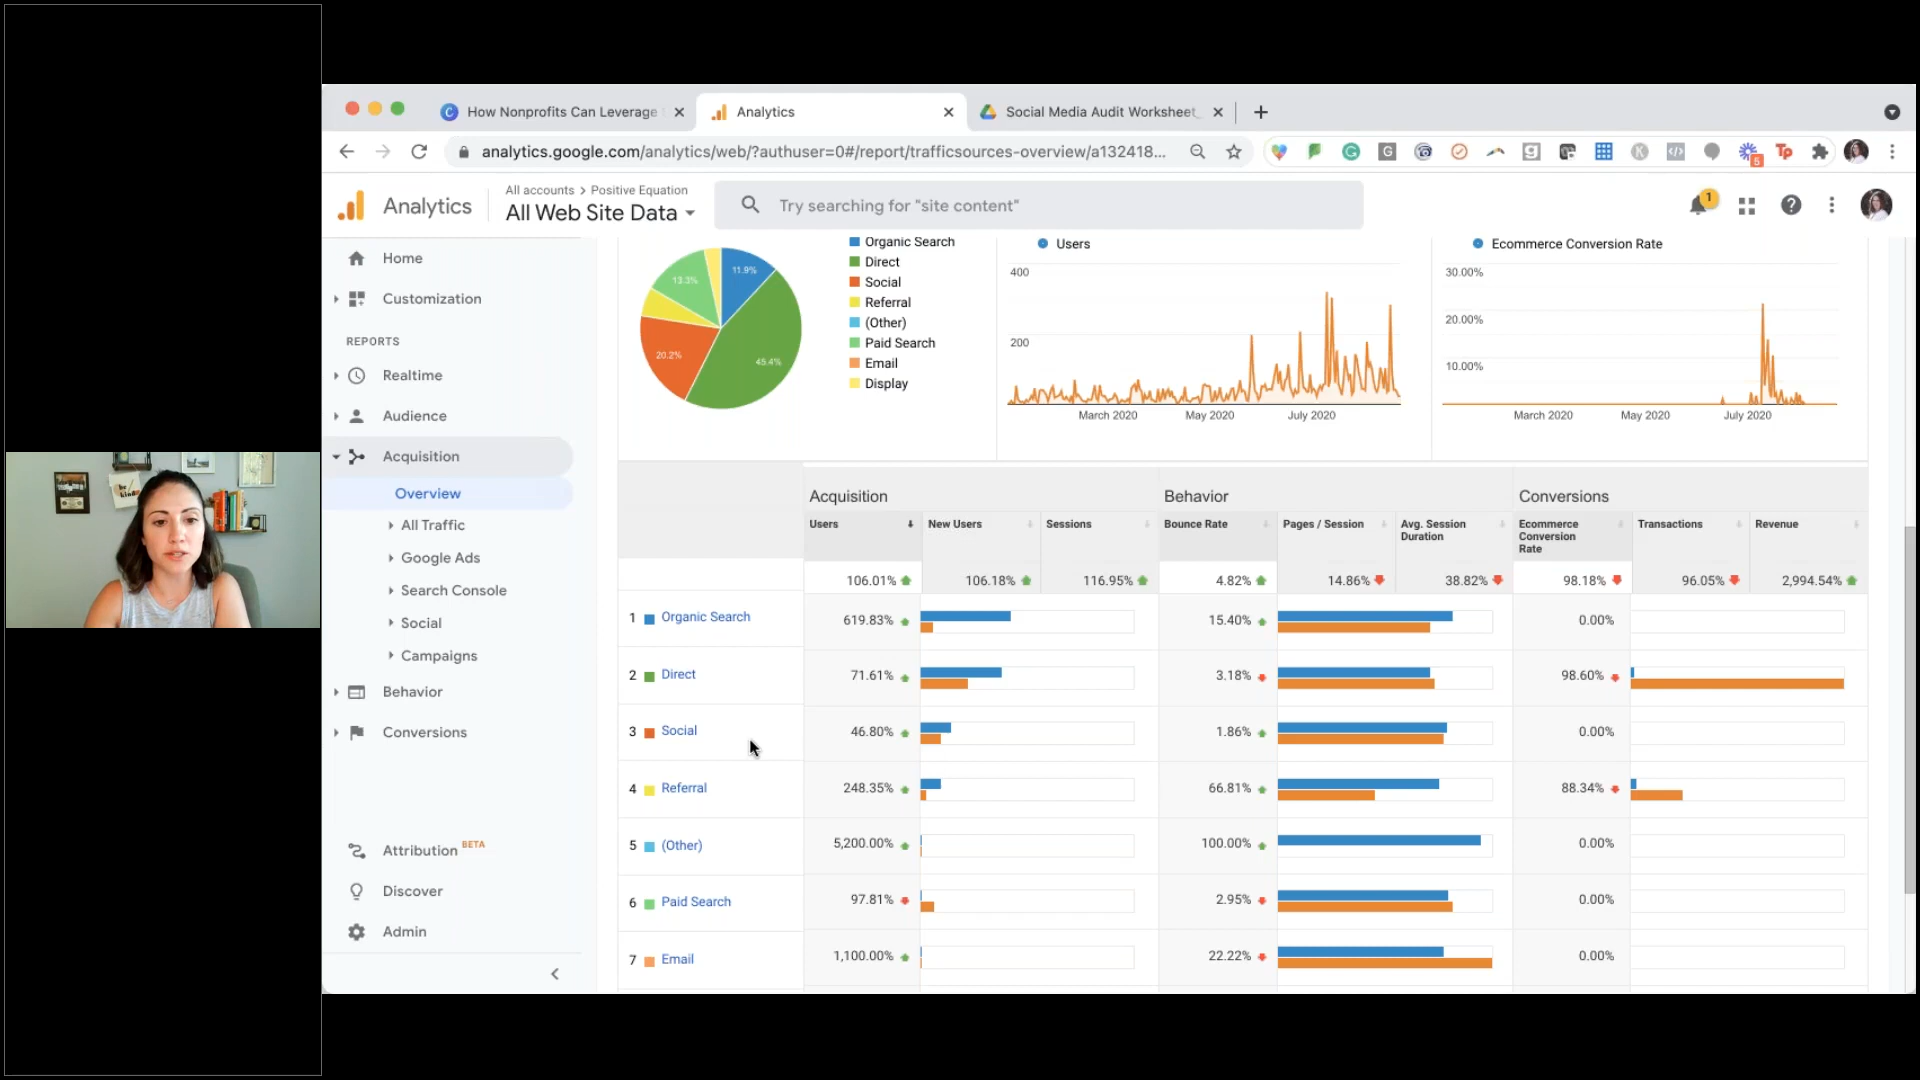 How Nonprofits Can Leverage
Analytics
Social Media Audit Worksheet_
analytics.google.com/analytics/web/?authuser=0#/report/trafficsources-overview/a132418...
5
Tp
Analytics
All accounts > Positive Equation
All Web Site Data
Try searching for "site content"
1
Home
Customization
REPORTS
Realtime
Audience
Acquisition
Overview
All Traffic
Google Ads
Search Console
Social
Campaigns
Behavior
Conversions
Attribution BETA
Discover
Admin
11.9%
13.3%
20.2%
45.4%
Organic Search
Direct
Social
Referral
(Other)
Paid Search
Email
Display
Users
400
200
March 2020 May 2020 July 2020
Ecommerce Conversion Rate
30.00%
20.00%
10.00%
March 2020 May 2020 July 2020
Acquisition Behavior Conversions
Users New Users Sessions Bounce Rate Pages / Session Avg. Session Duration Ecommerce Conversion Rate Transactions Revenue
106.01% 106.18% 116.95% 4.82% 14.86% 38.82% 98.18% 96.05% 2,994.54%
1 Organic Search 619.83% 15.40% 0.00%
2 Direct 71.61% 3.18% 98.60%
3 Social 46.80% 1.86% 0.00%
4 Referral 248.35% 66.81% 88.34%
5 (Other) 5,200.00% 100.00% 0.00%
6 Paid Search 97.81% 2.95% 0.00%
7 Email 1,100.00% 22.22% 0.00%